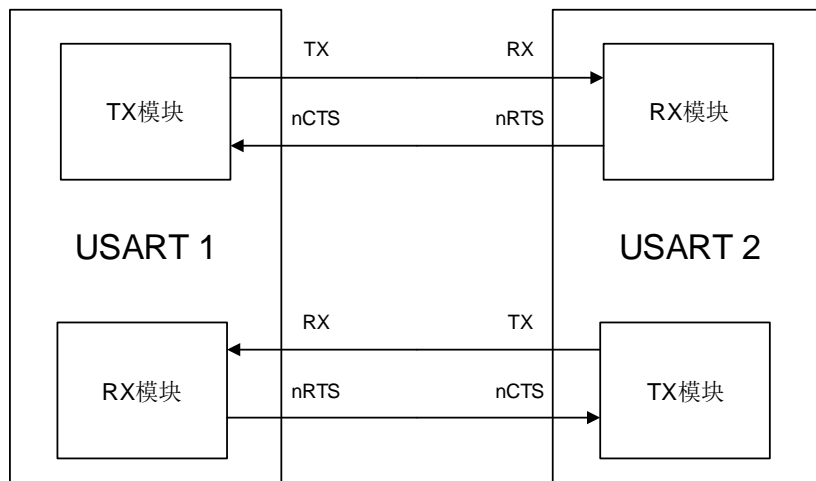 TX RX
TX模块 RX模块
nCTS nRTS
USART 1 USART 2
RX TX
RX模块 TX模块
nRTS nCTS